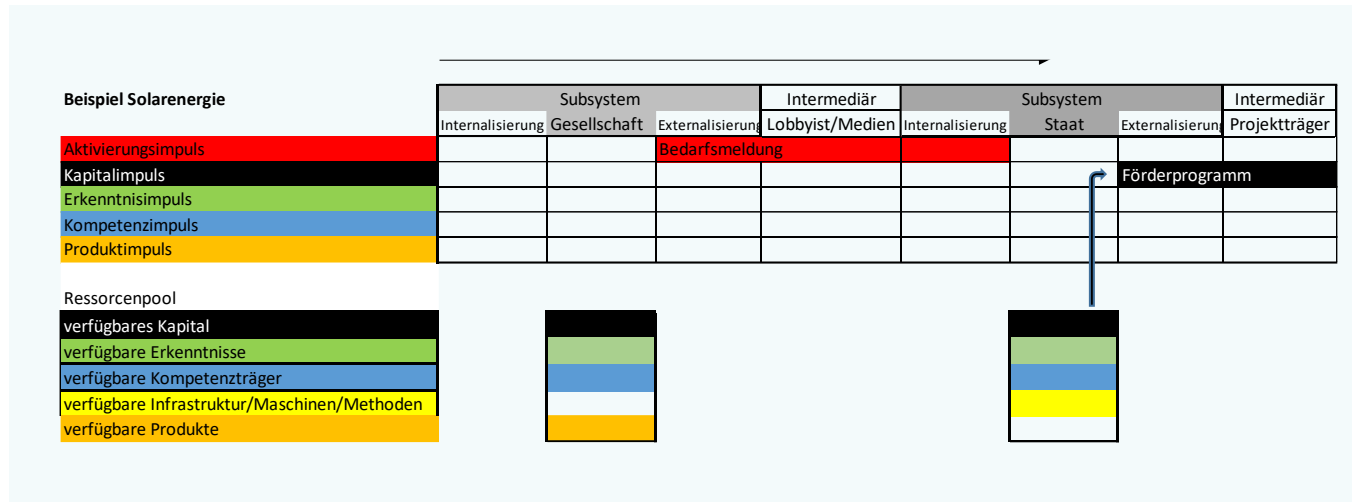 Beispiel Solarenergie
Subsystem Intermediär Subsystem Intermediär
Internalisierung Gesellschaft Externalisierung Lobbyist/Medien Internalisierung Staat Externalisierung Projektträger
Aktivierungsimpuls Bedarfsmeldung
Kapitalimpuls Förderprogramm
Erkenntnisimpuls
Kompetenzimpuls
Produktimpuls
Ressorcenpool
verfügbares Kapital
verfügbare Erkenntnisse
verfügbare Kompetenzträger
verfügbare Infrastruktur/Maschinen/Methoden
verfügbare Produkte